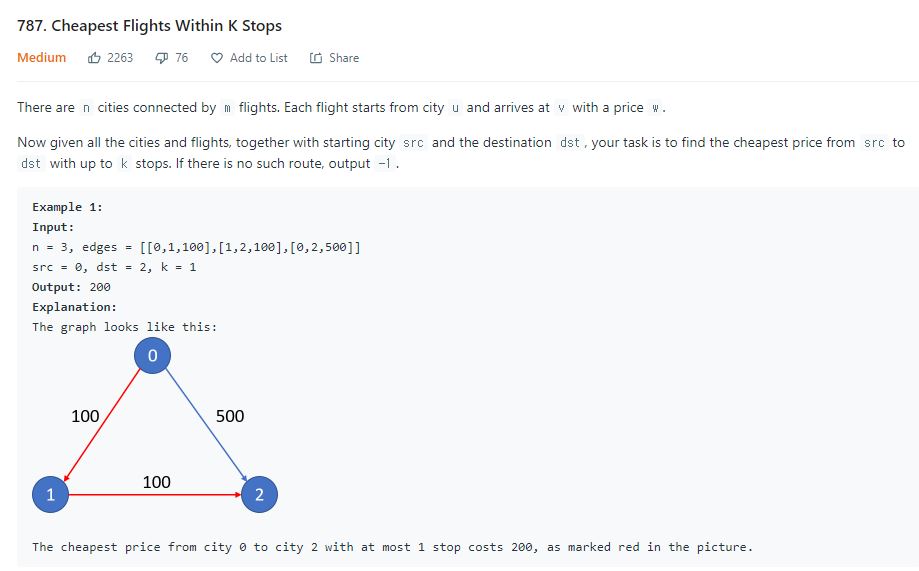 787. Cheapest Flights Within K Stops
Medium 2263 76 Add to List Share
There are n cities connected by m flights. Each flight starts from city u and arrives at v with a price w.
Now given all the cities and flights, together with starting city src and the destination dst, your task is to find the cheapest price from src to
dst with up to k stops. If there is no such route, output -1.
Example 1:
Input:
n = 3, edges = [[0,1,100],[1,2,100],[0,2,500]]
src = 0, dst = 2, k = 1
Output: 200
Explanation:
The graph looks like this:
0
100 500
100
1 2
The cheapest price from city 0 to city 2 with at most 1 stop costs 200, as marked red in the picture.